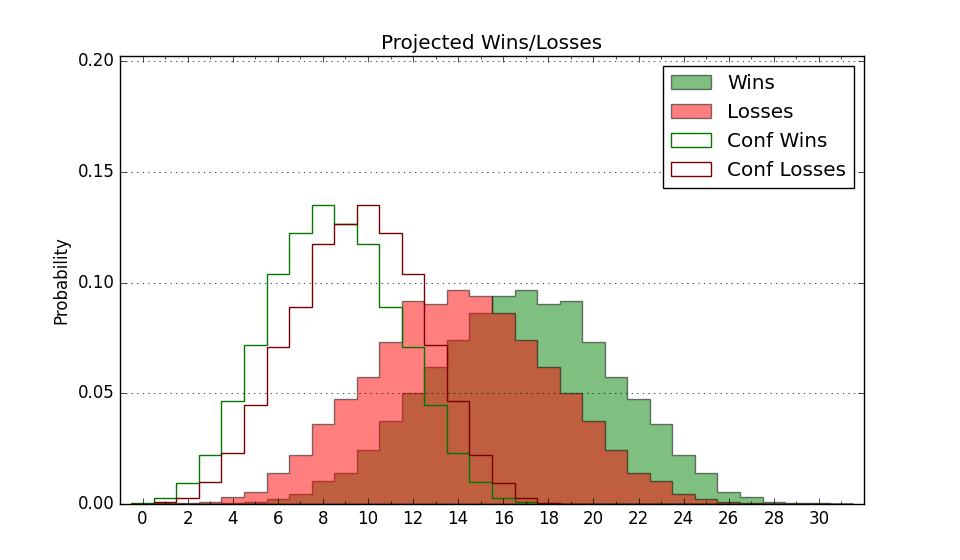 Projected Wins/Losses
0.20
0.15
0.10
0.05
0.00
Probability
Wins
Losses
Conf Wins
Conf Losses
0 2 4 6 8 10 12 14 16 18 20 22 24 26 28 30